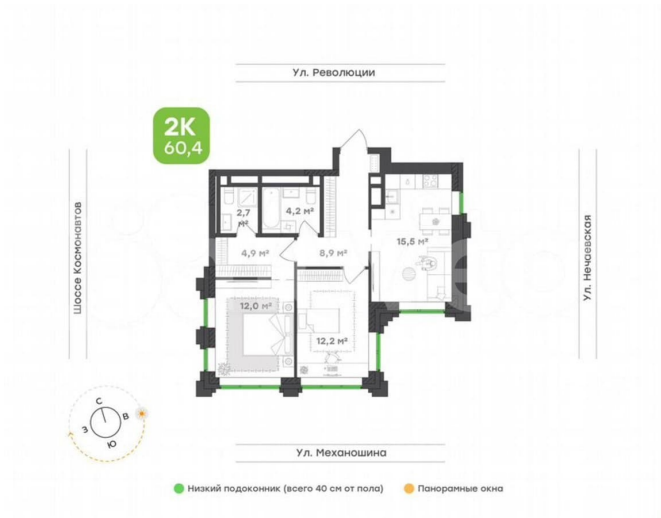 Ул. Революции
2К
60,4
Шоссе Космонавтов
Ул. Нечаевская
2,7
м²
4,2 м²
4,9 м²
8,9 м²
15,5 м²
12,0 м²
12,2 м²
С
З
В
Ю
Ул. Механошина
Низкий подоконник (всего 40 см от пола)
Панорамные окна